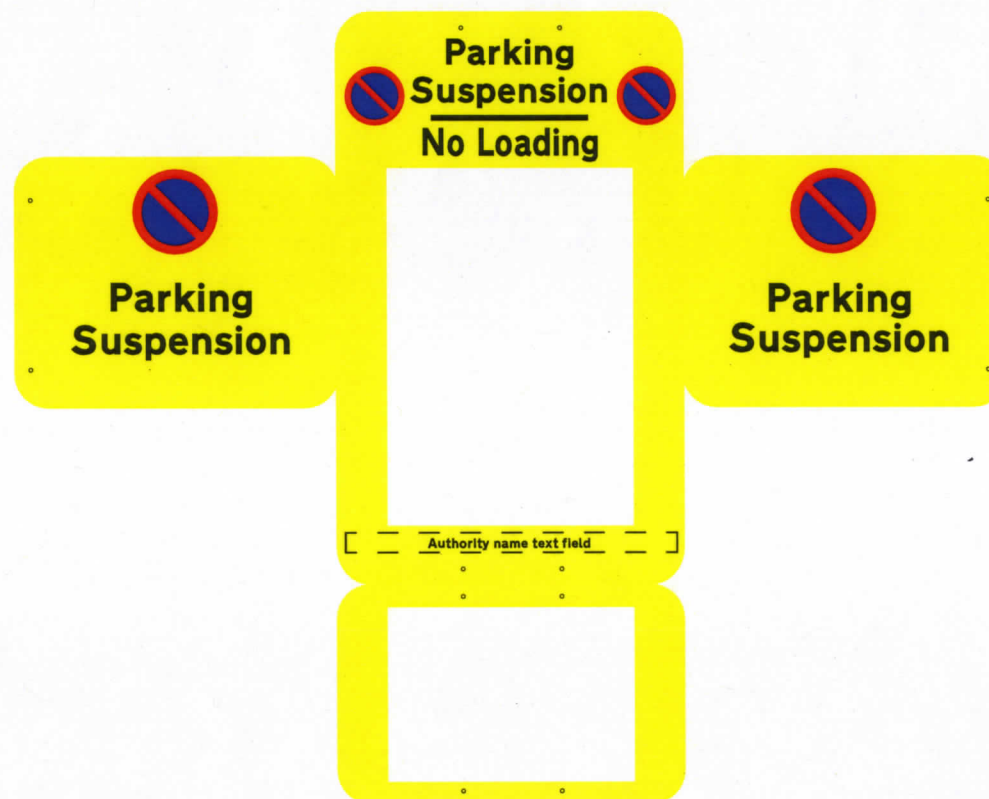 Parking
Suspension
No Loading
Parking
Suspension
Parking
Suspension
Authority name text field